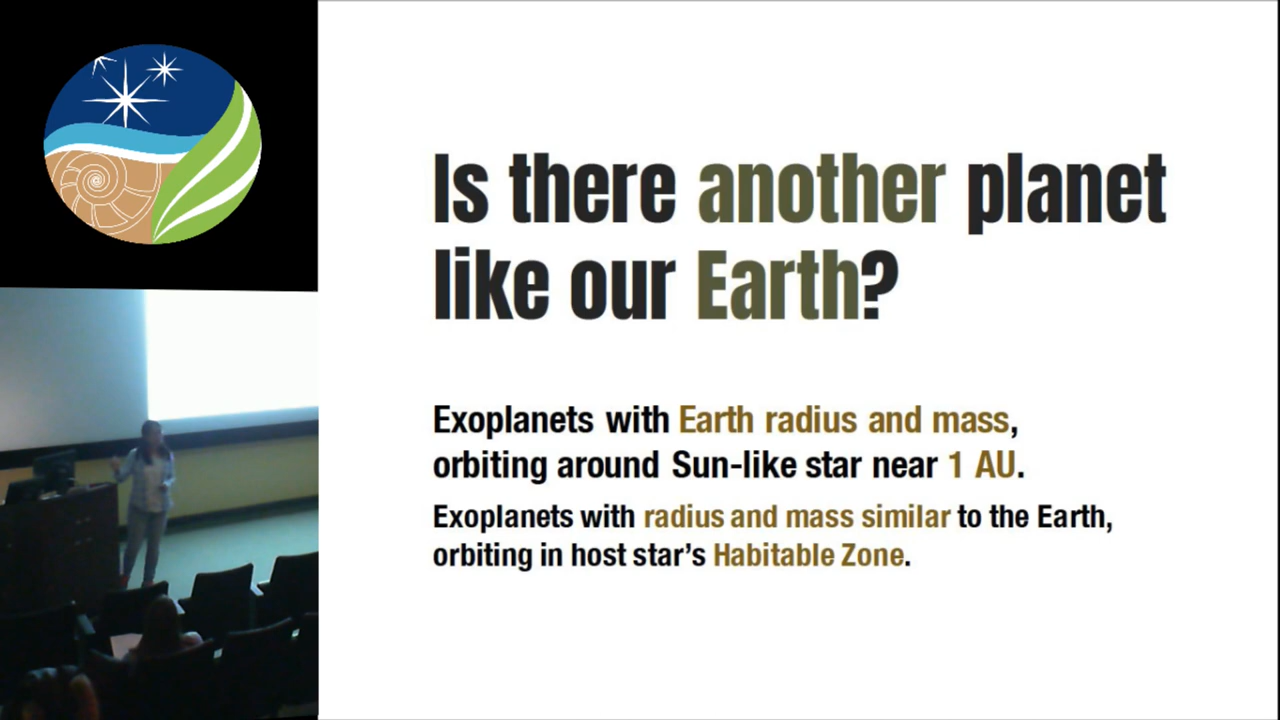 Is there another planet
like our Earth?
Exoplanets with Earth radius and mass,
orbiting around Sun-like star near 1 AU.
Exoplanets with radius and mass similar to the Earth,
orbiting in host star's Habitable Zone.